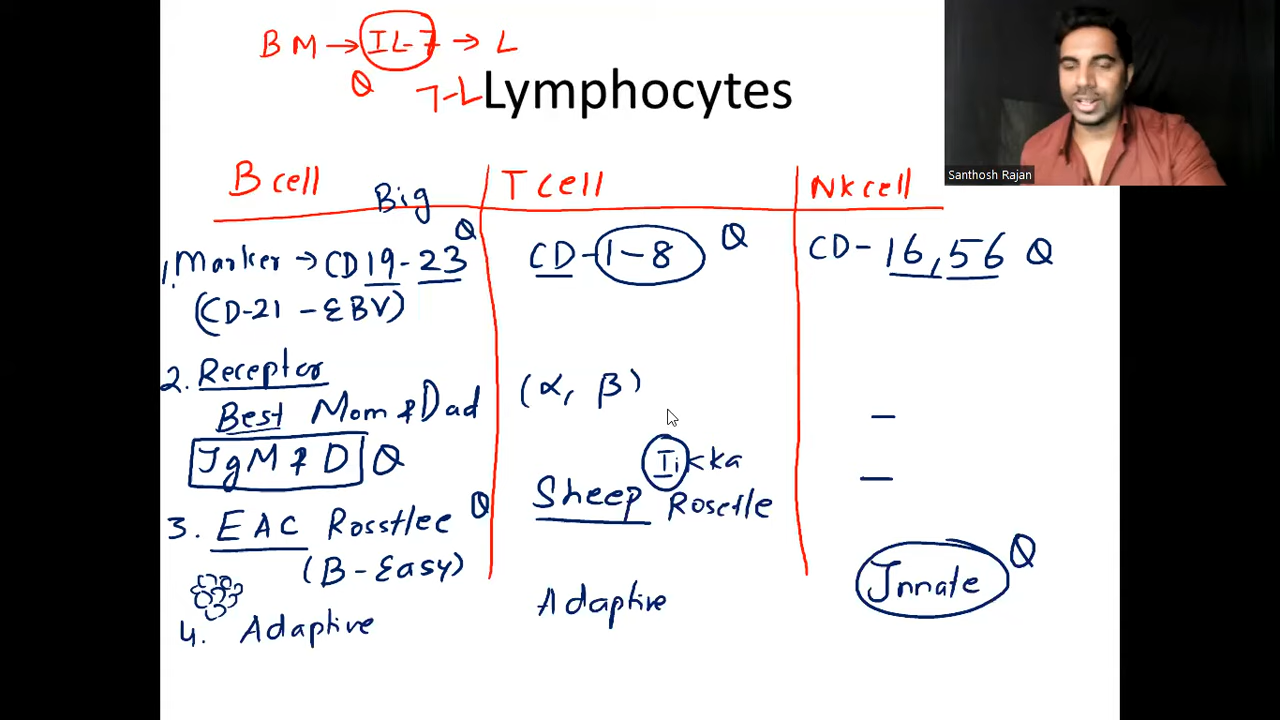 BM → IL-7 → L
Q 7-L
Lymphocytes
Santhosh Rajan
B cell T cell NK cell
Big
1. Marker → CD 19 - 23 Q CD - 1 - 8 Q CD - 16, 56 Q
(CD-21 - EBV)
2. Receptor (α, β) -
Best Mom & Dad
IgM & D Q Tikka -
Sheep Rosette
3. EAC Rosstlee Q
(B - Easy) Innate Q
4. Adaptive Adaptive